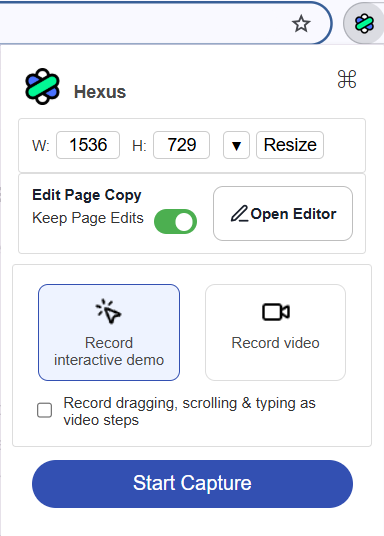 Hexus
W: 1536 H: 729 ▼ Resize
Edit Page Copy
Keep Page Edits
Open Editor
Record
interactive demo
Record video
Record dragging, scrolling & typing as
video steps
Start Capture